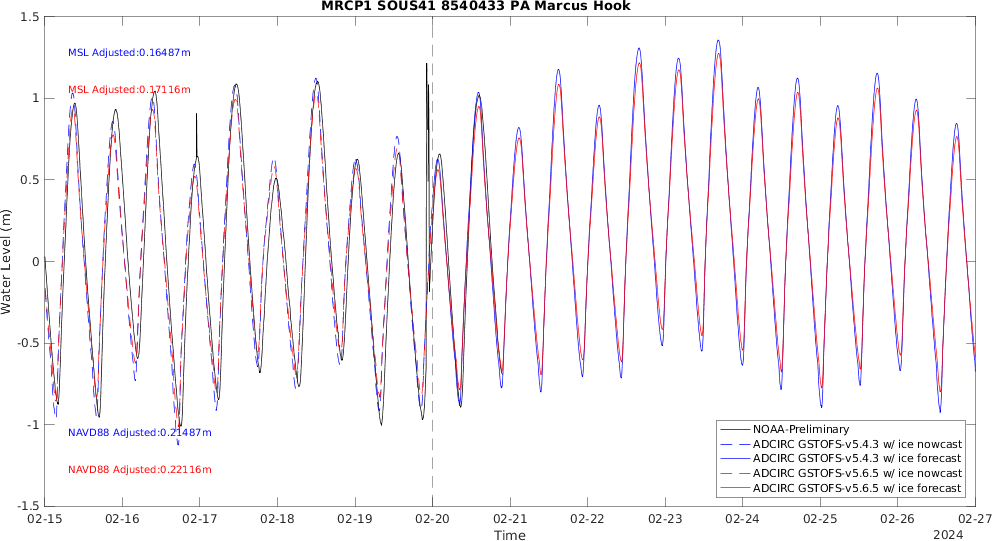 MRCP1 SOUS41 8540433 PA Marcus Hook
1.5
1
0.5
0
-0.5
-1
-1.5
Water Level (m)
MSL Adjusted:0.16487m
MSL Adjusted:0.17116m
NAVD88 Adjusted:0.21487m
NAVD88 Adjusted:0.22116m
NOAA-Preliminary
ADCIRC GSTOFS-v5.4.3 w/ ice nowcast
ADCIRC GSTOFS-v5.4.3 w/ ice forecast
ADCIRC GSTOFS-v5.6.5 w/ ice nowcast
ADCIRC GSTOFS-v5.6.5 w/ ice forecast
02-15 02-16 02-17 02-18 02-19 02-20 02-21 02-22 02-23 02-24 02-25 02-26 02-27
Time
2024